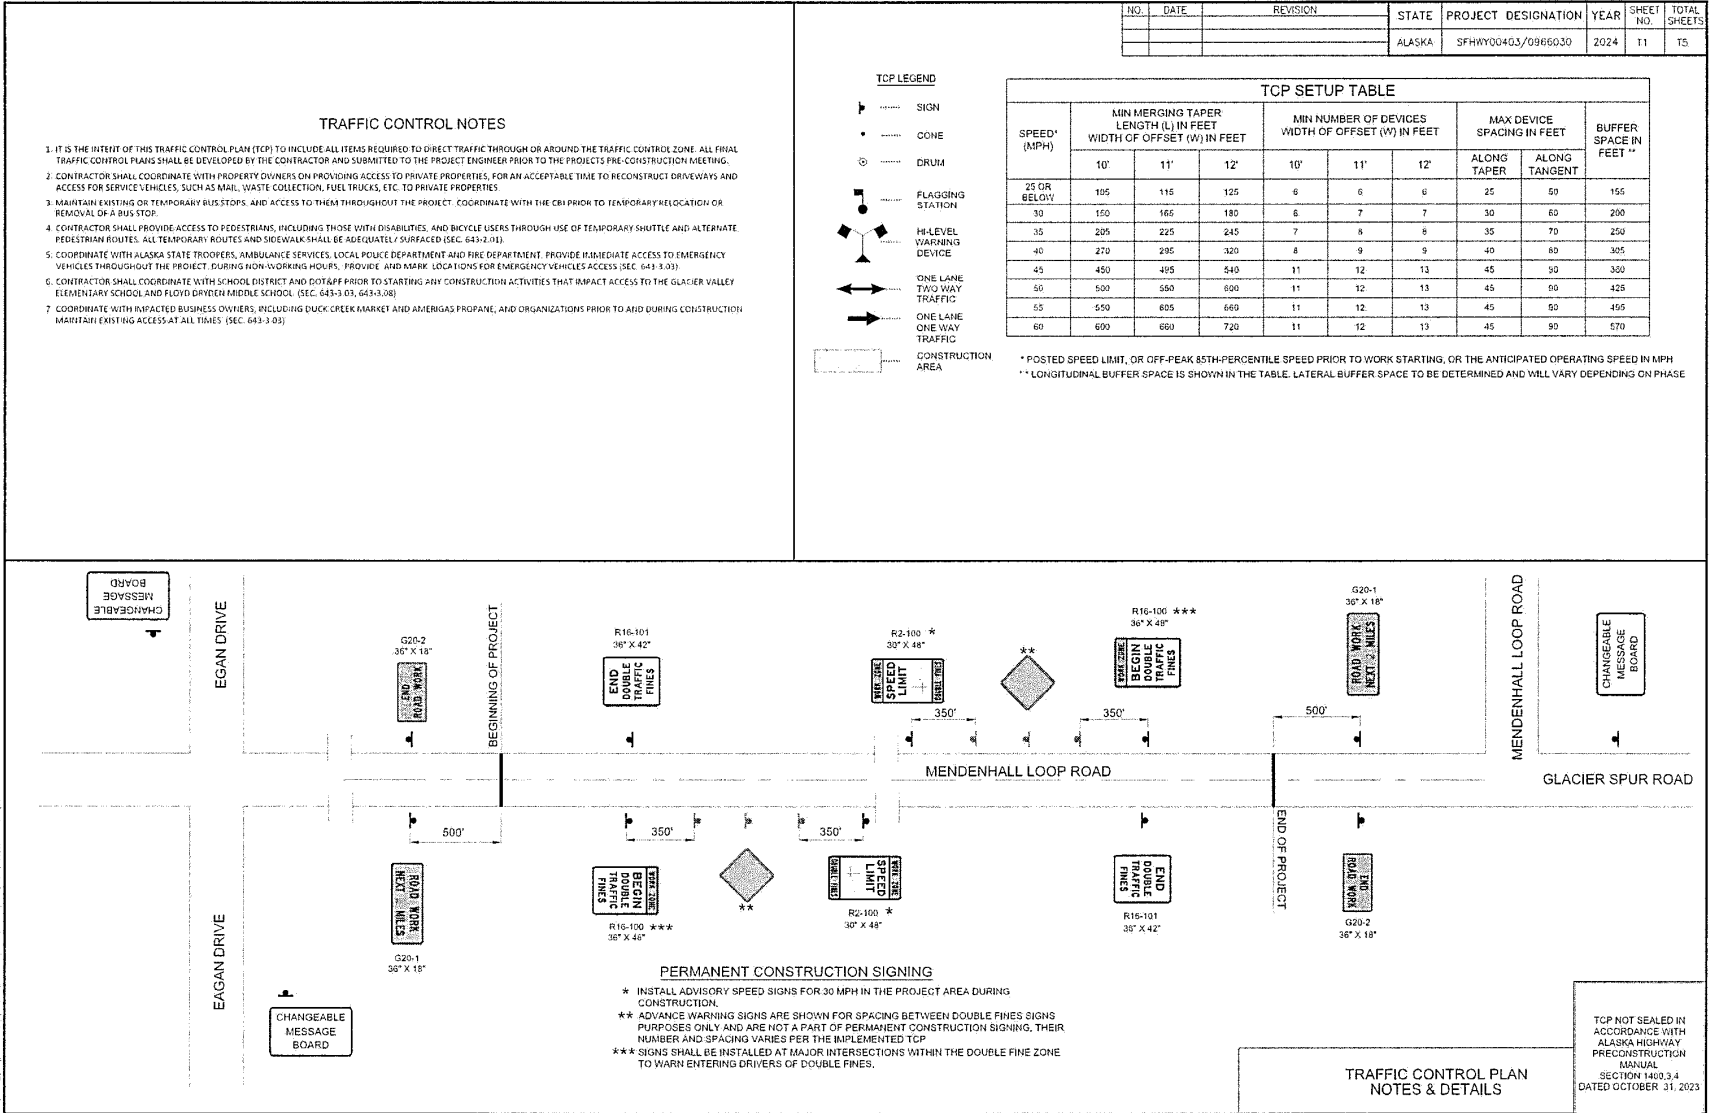 NO. DATE REVISION STATE PROJECT DESIGNATION YEAR SHEET NO. TOTAL SHEETS
ALASKA SFHWY00403/0966030 2024 T1 T5
TRAFFIC CONTROL NOTES
1. IT IS THE INTENT OF THIS TRAFFIC CONTROL PLAN (TCP) TO INCLUDE ALL ITEMS REQUIRED TO DIRECT TRAFFIC THROUGH OR AROUND THE TRAFFIC CONTROL ZONE. ALL FINAL
TRAFFIC CONTROL PLANS SHALL BE DEVELOPED BY THE CONTRACTOR AND SUBMITTED TO THE PROJECT ENGINEER PRIOR TO THE PROJECTS PRE-CONSTRUCTION MEETING.
2. CONTRACTOR SHALL COORDINATE WITH PROPERTY OWNERS ON PROVIDING ACCESS TO PRIVATE PROPERTIES, FOR AN ACCEPTABLE TIME TO RECONSTRUCT DRIVEWAYS AND
ACCESS FOR SERVICE VEHICLES, SUCH AS MAIL, WASTE COLLECTION, FUEL TRUCKS, ETC. TO PRIVATE PROPERTIES.
3. MAINTAIN EXISTING OR TEMPORARY BUS STOPS, AND ACCESS TO THEM THROUGHOUT THE PROJECT. COORDINATE WITH THE CBJ PRIOR TO TEMPORARY RELOCATION OR
REMOVAL OF A BUS STOP.
4. CONTRACTOR SHALL PROVIDE ACCESS TO PEDESTRIANS, INCLUDING THOSE WITH DISABILITIES, AND BICYCLE USERS THROUGH USE OF TEMPORARY SHUTTLE AND ALTERNATE
PEDESTRIAN ROUTES. ALL TEMPORARY ROUTES AND SIDEWALK SHALL BE ADEQUATELY SURFACED (SEC. 643-2.01).
5. COORDINATE WITH ALASKA STATE TROOPERS, AMBULANCE SERVICES, LOCAL POLICE DEPARTMENT AND FIRE DEPARTMENT. PROVIDE IMMEDIATE ACCESS TO EMERGENCY
VEHICLES THROUGHOUT THE PROJECT. DURING NON-WORKING HOURS, PROVIDE AND MARK LOCATIONS FOR EMERGENCY VEHICLES ACCESS (SEC. 643-3.03).
6. CONTRACTOR SHALL COORDINATE WITH SCHOOL DISTRICT AND DOT&PF PRIOR TO STARTING ANY CONSTRUCTION ACTIVITIES THAT IMPACT ACCESS TO THE GLACIER VALLEY
ELEMENTARY SCHOOL AND FLOYD DRYDEN MIDDLE SCHOOL. (SEC. 643-3.03, 643-3.08)
7. COORDINATE WITH IMPACTED BUSINESS OWNERS, INCLUDING DUCK CREEK MARKET AND AMERIGAS PROPANE, AND ORGANIZATIONS PRIOR TO AND DURING CONSTRUCTION
MAINTAIN EXISTING ACCESS AT ALL TIMES (SEC. 643-3.03)
TCP LEGEND
SIGN
CONE
DRUM
FLAGGING
STATION
HI-LEVEL
WARNING
DEVICE
ONE LANE
TWO WAY
TRAFFIC
ONE LANE
ONE WAY
TRAFFIC
CONSTRUCTION
AREA
TCP SETUP TABLE
SPEED* (MPH) MIN MERGING TAPER LENGTH (L) IN FEET WIDTH OF OFFSET (W) IN FEET MIN NUMBER OF DEVICES WIDTH OF OFFSET (W) IN FEET MAX DEVICE SPACING IN FEET BUFFER SPACE IN FEET **
10' 11' 12' 10' 11' 12' ALONG TAPER ALONG TANGENT
25 OR BELOW 105 115 125 6 6 6 25 50 155
30 150 165 180 6 7 7 30 60 200
35 205 225 245 7 8 8 35 70 250
40 270 295 320 8 9 9 40 80 305
45 450 495 540 11 12 13 45 90 360
50 500 550 600 11 12 13 45 90 425
55 550 605 660 11 12 13 45 90 495
60 600 660 720 11 12 13 45 90 570
* POSTED SPEED LIMIT, OR OFF-PEAK 85TH-PERCENTILE SPEED PRIOR TO WORK STARTING, OR THE ANTICIPATED OPERATING SPEED IN MPH
** LONGITUDINAL BUFFER SPACE IS SHOWN IN THE TABLE. LATERAL BUFFER SPACE TO BE DETERMINED AND WILL VARY DEPENDING ON PHASE
CHANGEABLE
MESSAGE
BOARD
EGAN DRIVE
G20-2
36" X 18"
END
ROAD WORK
BEGINNING OF PROJECT
R16-101
36" X 42"
END
DOUBLE
TRAFFIC
FINES
R2-100 *
30" X 48"
WORK ZONE
SPEED
LIMIT
DOUBLE FINES
**
R16-100 ***
36" X 48"
WORK ZONE
BEGIN
DOUBLE
TRAFFIC
FINES
G20-1
36" X 18"
ROAD WORK
NEXT 2 MILES
MENDENHALL LOOP ROAD
CHANGEABLE
MESSAGE
BOARD
350'
350'
500'
MENDENHALL LOOP ROAD
GLACIER SPUR ROAD
500'
350'
350'
EAGAN DRIVE
ROAD WORK
NEXT MILES
G20-1
36" X 18"
WORK ZONE
BEGIN
DOUBLE
TRAFFIC
FINES
R16-100 ***
36" X 48"
**
WORK ZONE
SPEED
LIMIT
DOUBLE FINES
R2-100 *
30" X 48"
END
DOUBLE
TRAFFIC
FINES
R16-101
36" X 42"
END OF PROJECT
END
ROAD WORK
G20-2
36" X 18"
CHANGEABLE
MESSAGE
BOARD
PERMANENT CONSTRUCTION SIGNING
* INSTALL ADVISORY SPEED SIGNS FOR 30 MPH IN THE PROJECT AREA DURING
CONSTRUCTION.
** ADVANCE WARNING SIGNS ARE SHOWN FOR SPACING BETWEEN DOUBLE FINES SIGNS
PURPOSES ONLY AND ARE NOT A PART OF PERMANENT CONSTRUCTION SIGNING. THEIR
NUMBER AND SPACING VARIES PER THE IMPLEMENTED TCP
*** SIGNS SHALL BE INSTALLED AT MAJOR INTERSECTIONS WITHIN THE DOUBLE FINE ZONE
TO WARN ENTERING DRIVERS OF DOUBLE FINES.
TRAFFIC CONTROL PLAN
NOTES & DETAILS
TCP NOT SEALED IN
ACCORDANCE WITH
ALASKA HIGHWAY
PRECONSTRUCTION
MANUAL
SECTION 1400.3.4
DATED OCTOBER 31, 2023